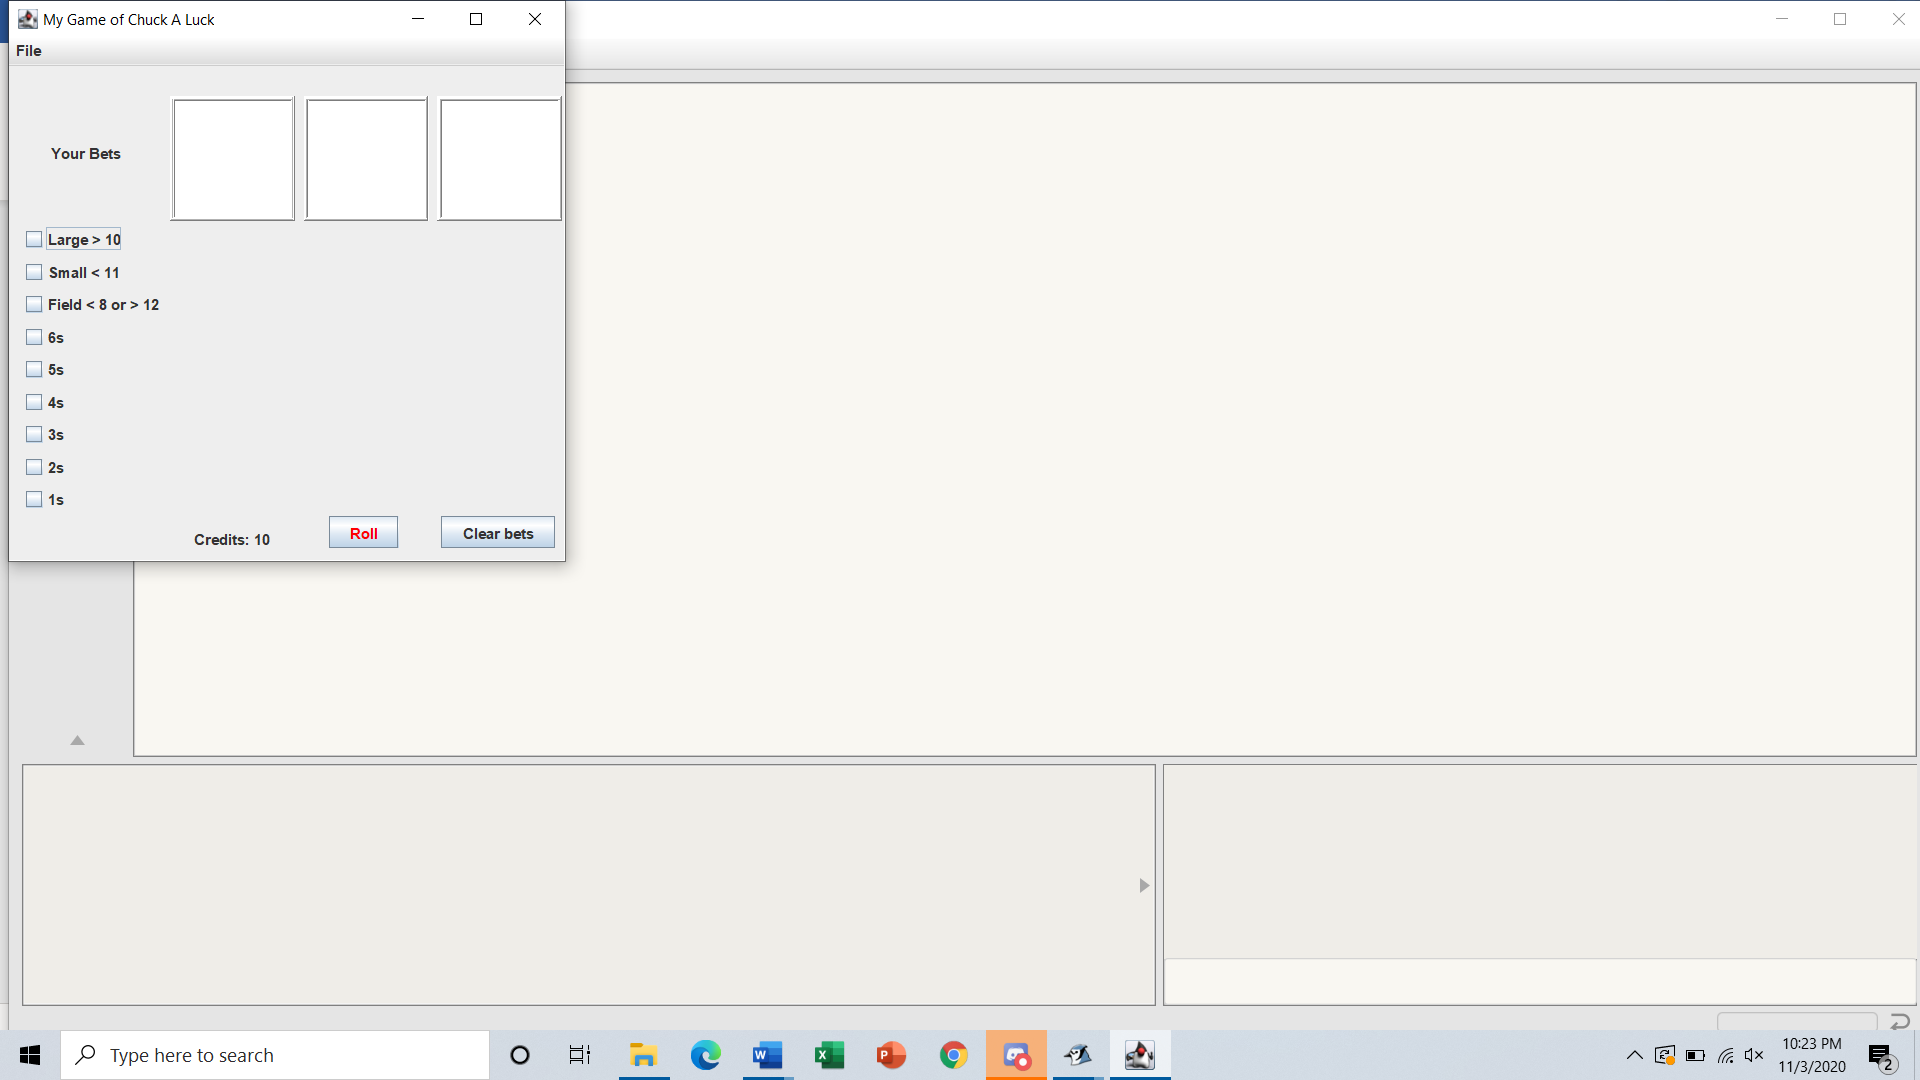 My Game of Chuck A Luck
File
Your Bets
Large > 10
Small < 11
Field < 8 or > 12
6s
5s
4s
3s
2s
1s
Credits: 10
Roll
Clear bets
Type here to search
W
X
P
10:23 PM
11/3/2020
2